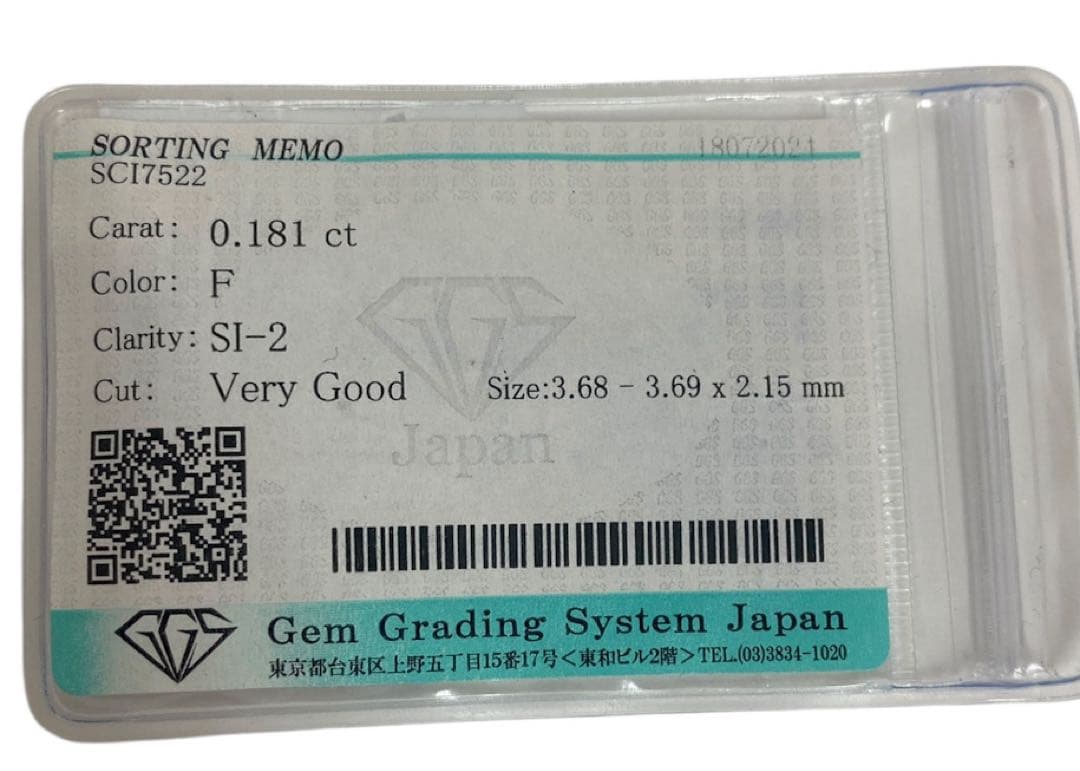 SORTING MEMO
18072021
SCI7522
Carat: 0.181 ct
Color: F
Clarity: SI-2
Cut: Very Good Size:3.68 - 3.69 x 2.15 mm
GGS
Japan
GGS
Gem Grading System Japan
東京都台東区上野五丁目15番17号<東和ビル2階>TEL.(03)3834-1020